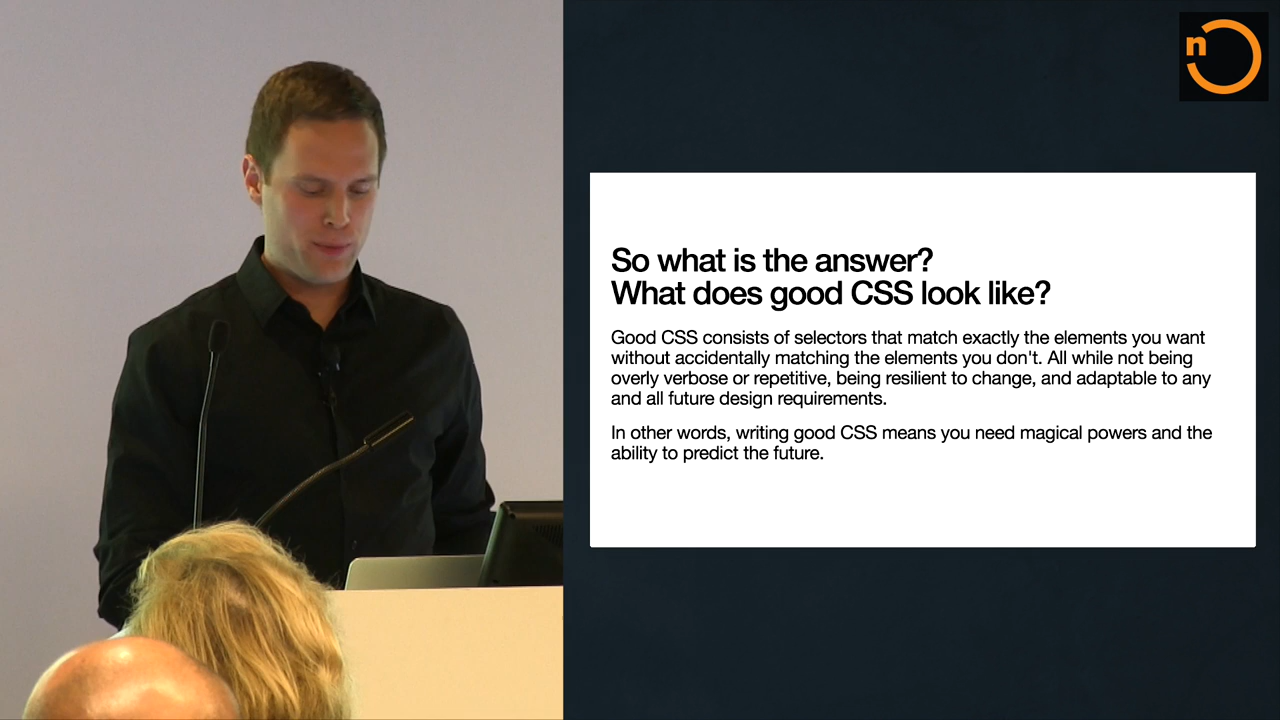 n
So what is the answer?
What does good CSS look like?
Good CSS consists of selectors that match exactly the elements you want
without accidentally matching the elements you don't. All while not being
overly verbose or repetitive, being resilient to change, and adaptable to any
and all future design requirements.
In other words, writing good CSS means you need magical powers and the
ability to predict the future.